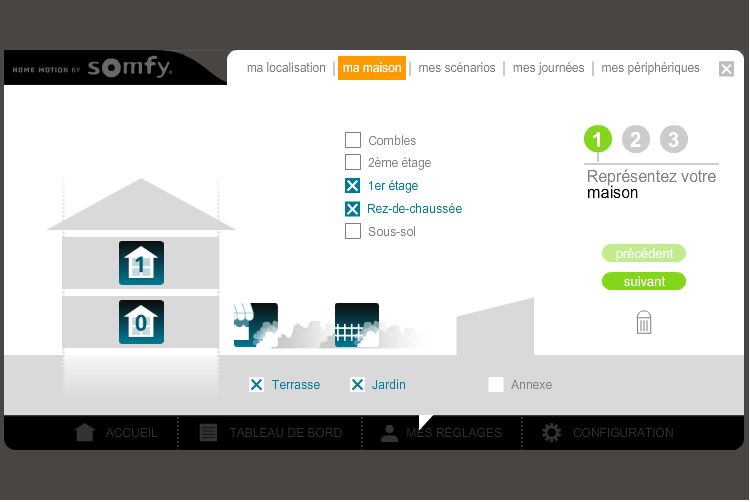 HOME MOTION BY somfy.
ma localisation
ma maison
mes scénarios
mes journées
mes périphériques
Combles
2ème étage
1er étage
Rez-de-chaussée
Sous-sol
1 2 3
Représentez votre
maison
précédent
suivant
1
0
Terrasse
Jardin
Annexe
ACCUEIL
TABLEAU DE BORD
MES RÉGLAGES
CONFIGURATION